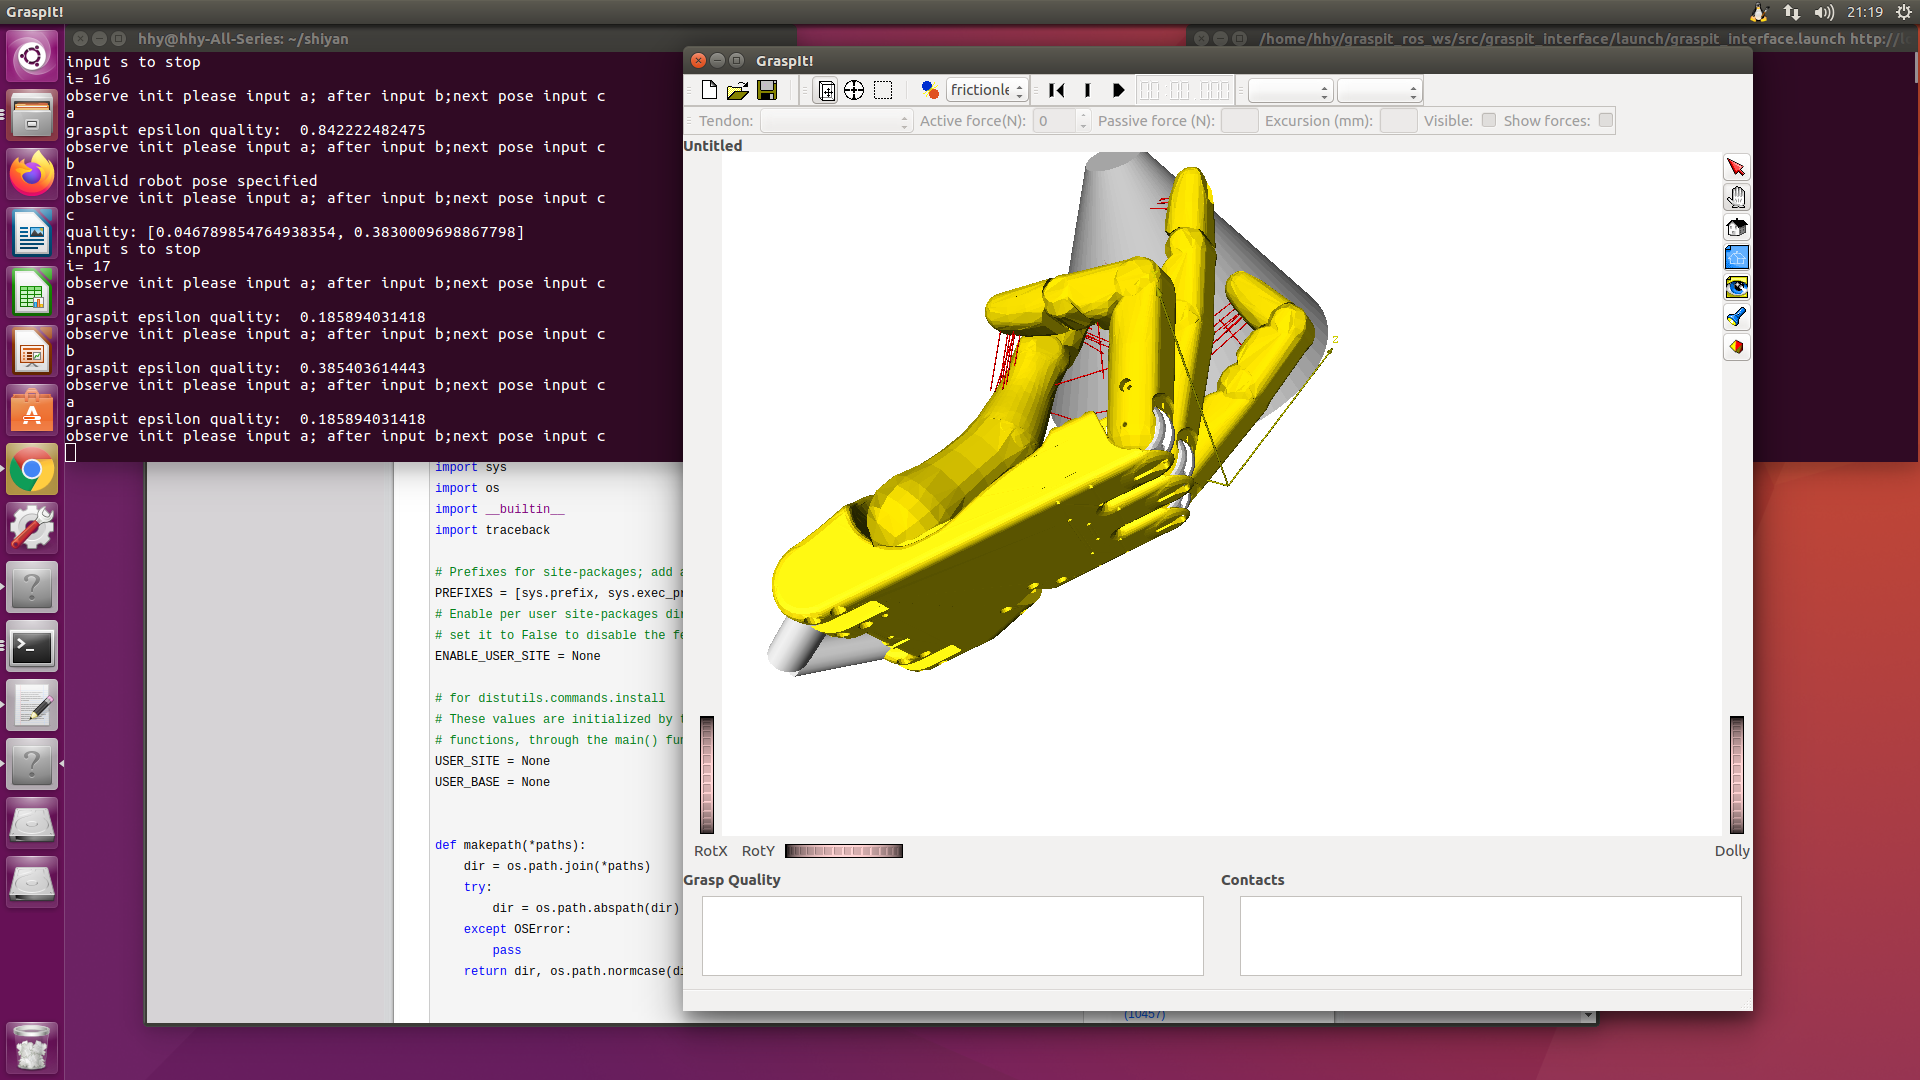 GraspIt!
21:19
hhy@hhy-All-Series: ~/shiyan
input s to stop
i= 16
observe init please input a; after input b;next pose input c
a
graspit epsilon quality:  0.842222482475
observe init please input a; after input b;next pose input c
b
Invalid robot pose specified
observe init please input a; after input b;next pose input c
c
quality: [0.046789854764938354, 0.3830009698867798]
input s to stop
i= 17
observe init please input a; after input b;next pose input c
a
graspit epsilon quality:  0.185894031418
observe init please input a; after input b;next pose input c
b
graspit epsilon quality:  0.385403614443
observe init please input a; after input b;next pose input c
a
graspit epsilon quality:  0.185894031418
observe init please input a; after input b;next pose input c
/home/hhy/graspit_ros_ws/src/graspit_interface/launch/graspit_interface.launch http://
import sys
import os
import __builtin__
import traceback
# Prefixes for site-packages; add
PREFIXES = [sys.prefix, sys.exec_pr
# Enable per user site-packages dir
# set it to False to disable the fe
ENABLE_USER_SITE = None
# for distutils.commands.install
# These values are initialized by
# functions, through the main() fun
USER_SITE = None
USER_BASE = None
def makepath(*paths):
dir = os.path.join(*paths)
try:
dir = os.path.abspath(dir)
except OSError:
pass
return dir, os.path.normcase(di
(10457)
GraspIt!
frictionle
Tendon:
Active force(N): 0
Passive force (N):
Excursion (mm):
Visible:
Show forces:
Untitled
z
RotX RotY
Dolly
Grasp Quality
Contacts